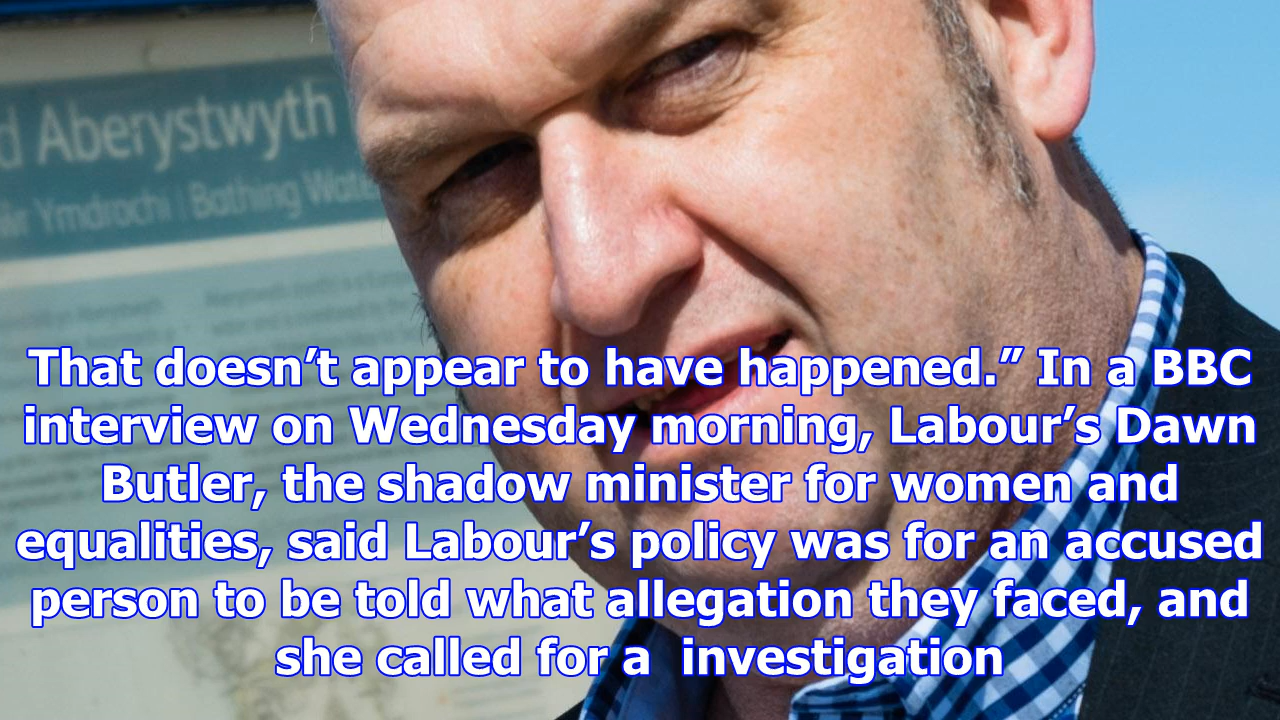 d Aberystwyth
Ymdrochi | Bathing Wate
That doesn’t appear to have happened.” In a BBC
interview on Wednesday morning, Labour’s Dawn
Butler, the shadow minister for women and
equalities, said Labour’s policy was for an accused
person to be told what allegation they faced, and
she called for a  investigation